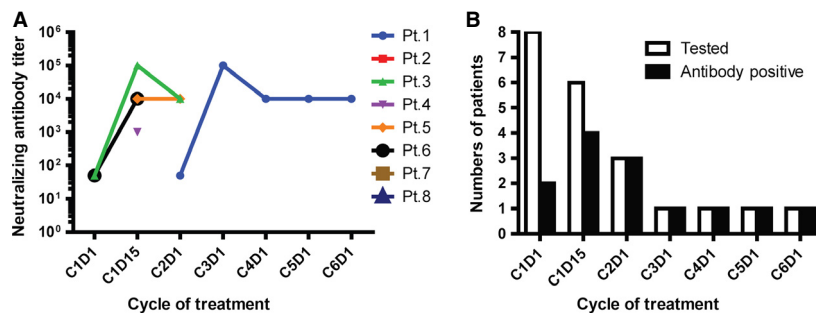 A
Neutralizing antibody titer
10⁶
10⁵
10⁴
10³
10²
10¹
10⁰
C1D1
C1D15
C2D1
C3D1
C4D1
C5D1
C6D1
Cycle of treatment
Pt.1
Pt.2
Pt.3
Pt.4
Pt.5
Pt.6
Pt.7
Pt.8
B
Numbers of patients
8
7
6
5
4
3
2
1
0
Tested
Antibody positive
C1D1
C1D15
C2D1
C3D1
C4D1
C5D1
C6D1
Cycle of treatment